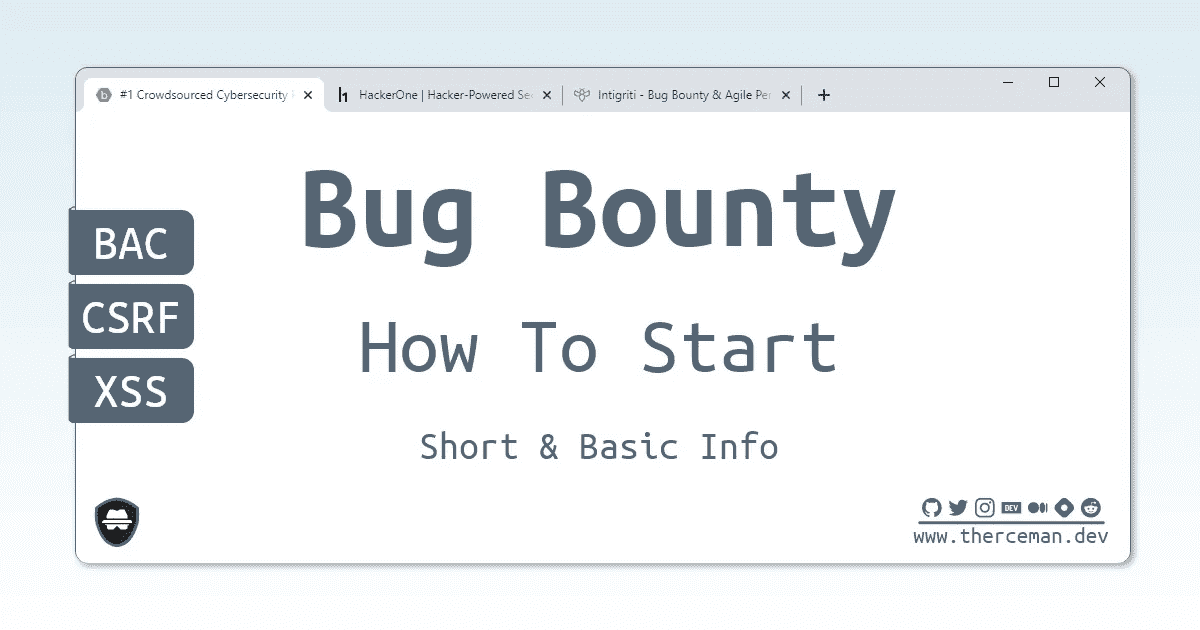 #1 Crowdsourced Cybersecurity
HackerOne | Hacker-Powered Se
Intigriti - Bug Bounty & Agile Pe
Bug Bounty
BAC
How To Start
CSRF
XSS
Short & Basic Info
DEV
www.therceman.dev